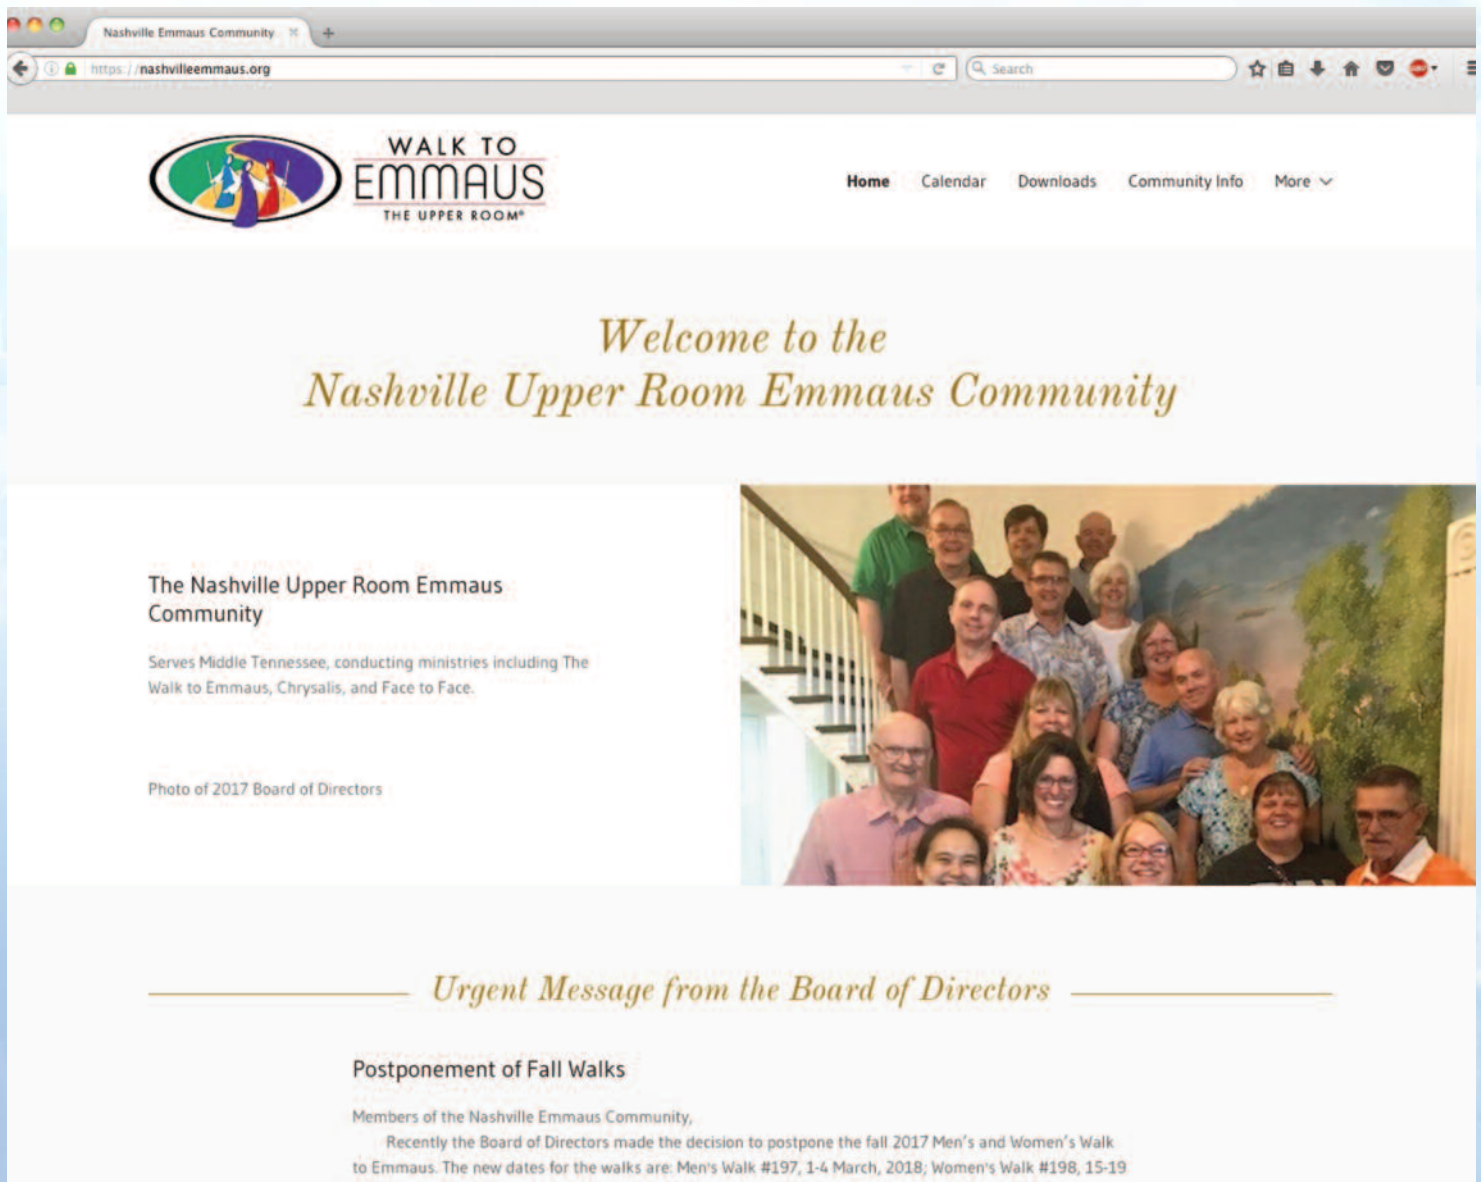 Nashville Emmaus Community
https://nashvilleemmaus.org
Search
WALK TO
EMMAUS
THE UPPER ROOM®
Home Calendar Downloads Community Info More
Welcome to the
Nashville Upper Room Emmaus Community
The Nashville Upper Room Emmaus
Community
Serves Middle Tennessee, conducting ministries including The
Walk to Emmaus, Chrysalis, and Face to Face.
Photo of 2017 Board of Directors
Urgent Message from the Board of Directors
Postponement of Fall Walks
Members of the Nashville Emmaus Community,
Recently the Board of Directors made the decision to postpone the fall 2017 Men's and Women's Walk
to Emmaus. The new dates for the walks are: Men's Walk #197, 1-4 March, 2018; Women's Walk #198, 15-19